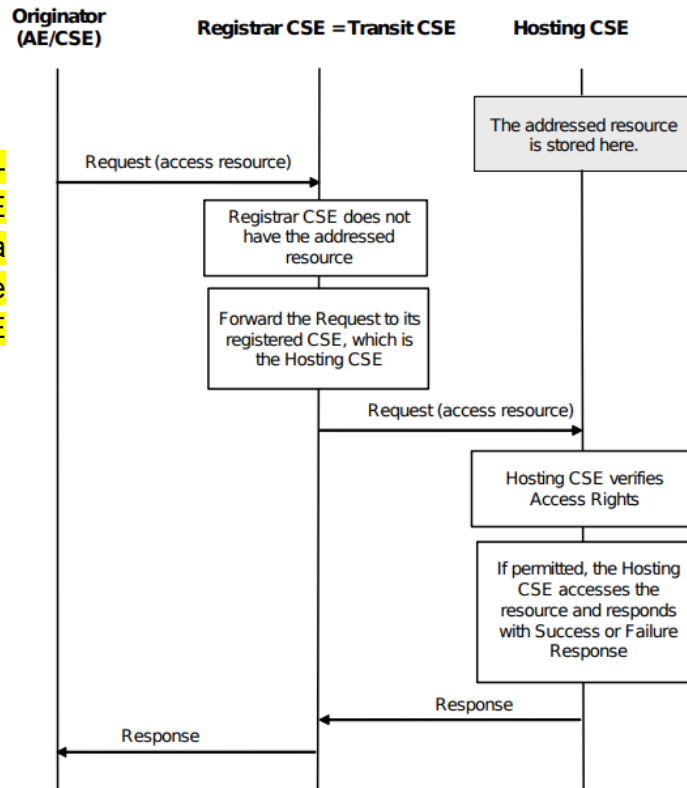 Originator
(AE/CSE)
Registrar CSE = Transit CSE
Hosting CSE
The addressed resource
is stored here.
Request (access resource)
Registrar CSE does not
have the addressed
resource
Forward the Request to its
registered CSE, which is
the Hosting CSE
Request (access resource)
Hosting CSE verifies
Access Rights
If permitted, the Hosting
CSE accesses the
resource and responds
with Success or Failure
Response
Response
Response